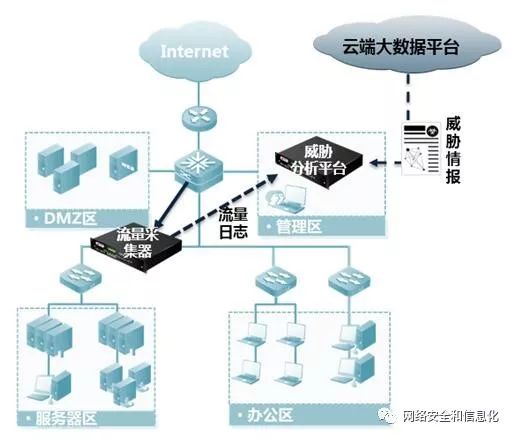 Internet
云端大数据平台
威胁
分析平台
威胁情报
· DMZ区
流量
日志
· 管理区
流量采
集器
· 服务器区
· 办公区
网络安全和信息化